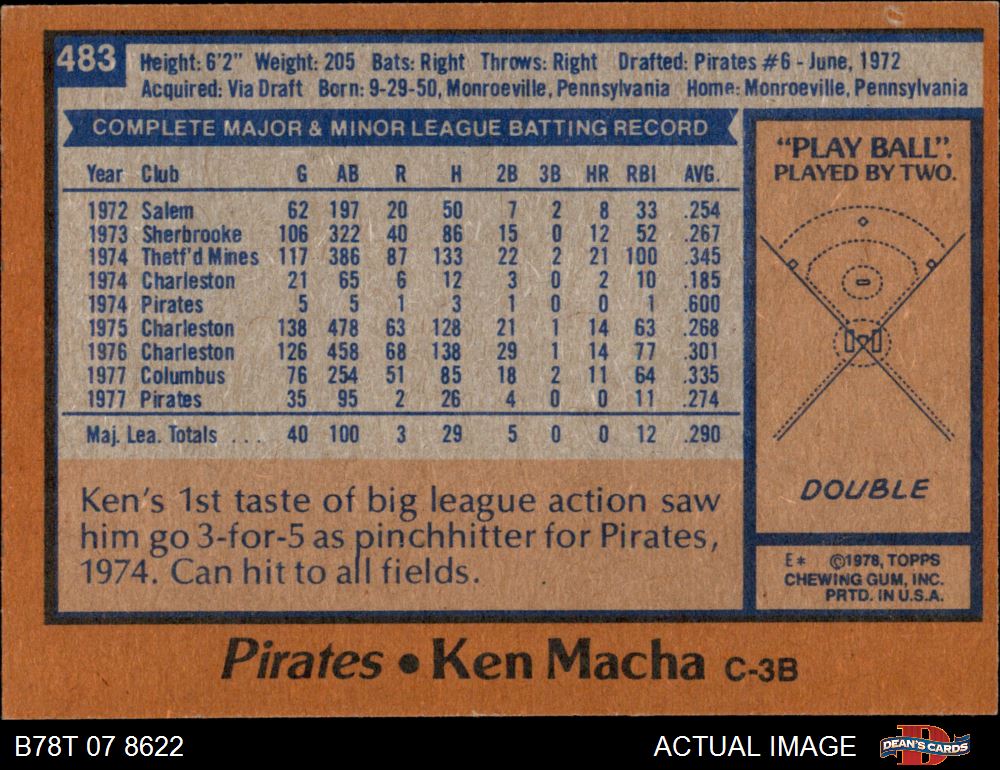 483
Height: 6'2" Weight: 205 Bats: Right Throws: Right Drafted: Pirates #6 - June, 1972
Acquired: Via Draft Born: 9-29-50, Monroeville, Pennsylvania Home: Monroeville, Pennsylvania
COMPLETE MAJOR & MINOR LEAGUE BATTING RECORD
Year Club G AB R H 2B 3B HR RBI AVG.
1972 Salem 62 197 20 50 7 2 8 33 .254
1973 Sherbrooke 106 322 40 86 15 0 12 52 .267
1974 Thetf'd Mines 117 386 87 133 22 2 21 100 .345
1974 Charleston 21 65 6 12 3 0 2 10 .185
1974 Pirates 5 5 1 3 1 0 0 1 .600
1975 Charleston 138 478 63 128 21 1 14 63 .268
1976 Charleston 126 458 68 138 29 1 14 77 .301
1977 Columbus 76 254 51 85 18 2 11 64 .335
1977 Pirates 35 95 2 26 4 0 0 11 .274
Maj. Lea. Totals . . . 40 100 3 29 5 0 0 12 .290
Ken's 1st taste of big league action saw
him go 3-for-5 as pinchhitter for Pirates,
1974. Can hit to all fields.
"PLAY BALL".
PLAYED BY TWO.
DOUBLE
E* ©1978, TOPPS
CHEWING GUM, INC.
PRTD. IN U.S.A.
Pirates • Ken Macha C-3B
B78T 07 8622
ACTUAL IMAGE
D
DEAN'S CARDS